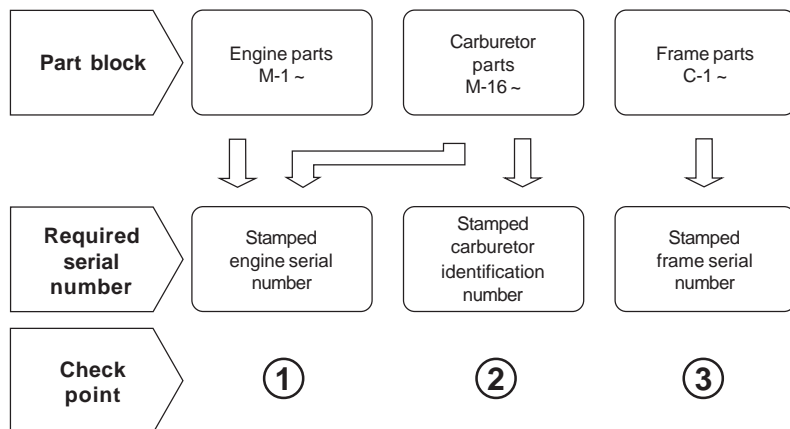 Part block
Engine parts
M-1 ~
Carburetor
parts
M-16 ~
Frame parts
C-1 ~
Required
serial
number
Stamped
engine serial
number
Stamped
carburetor
identification
number
Stamped
frame serial
number
Check
point
1
2
3